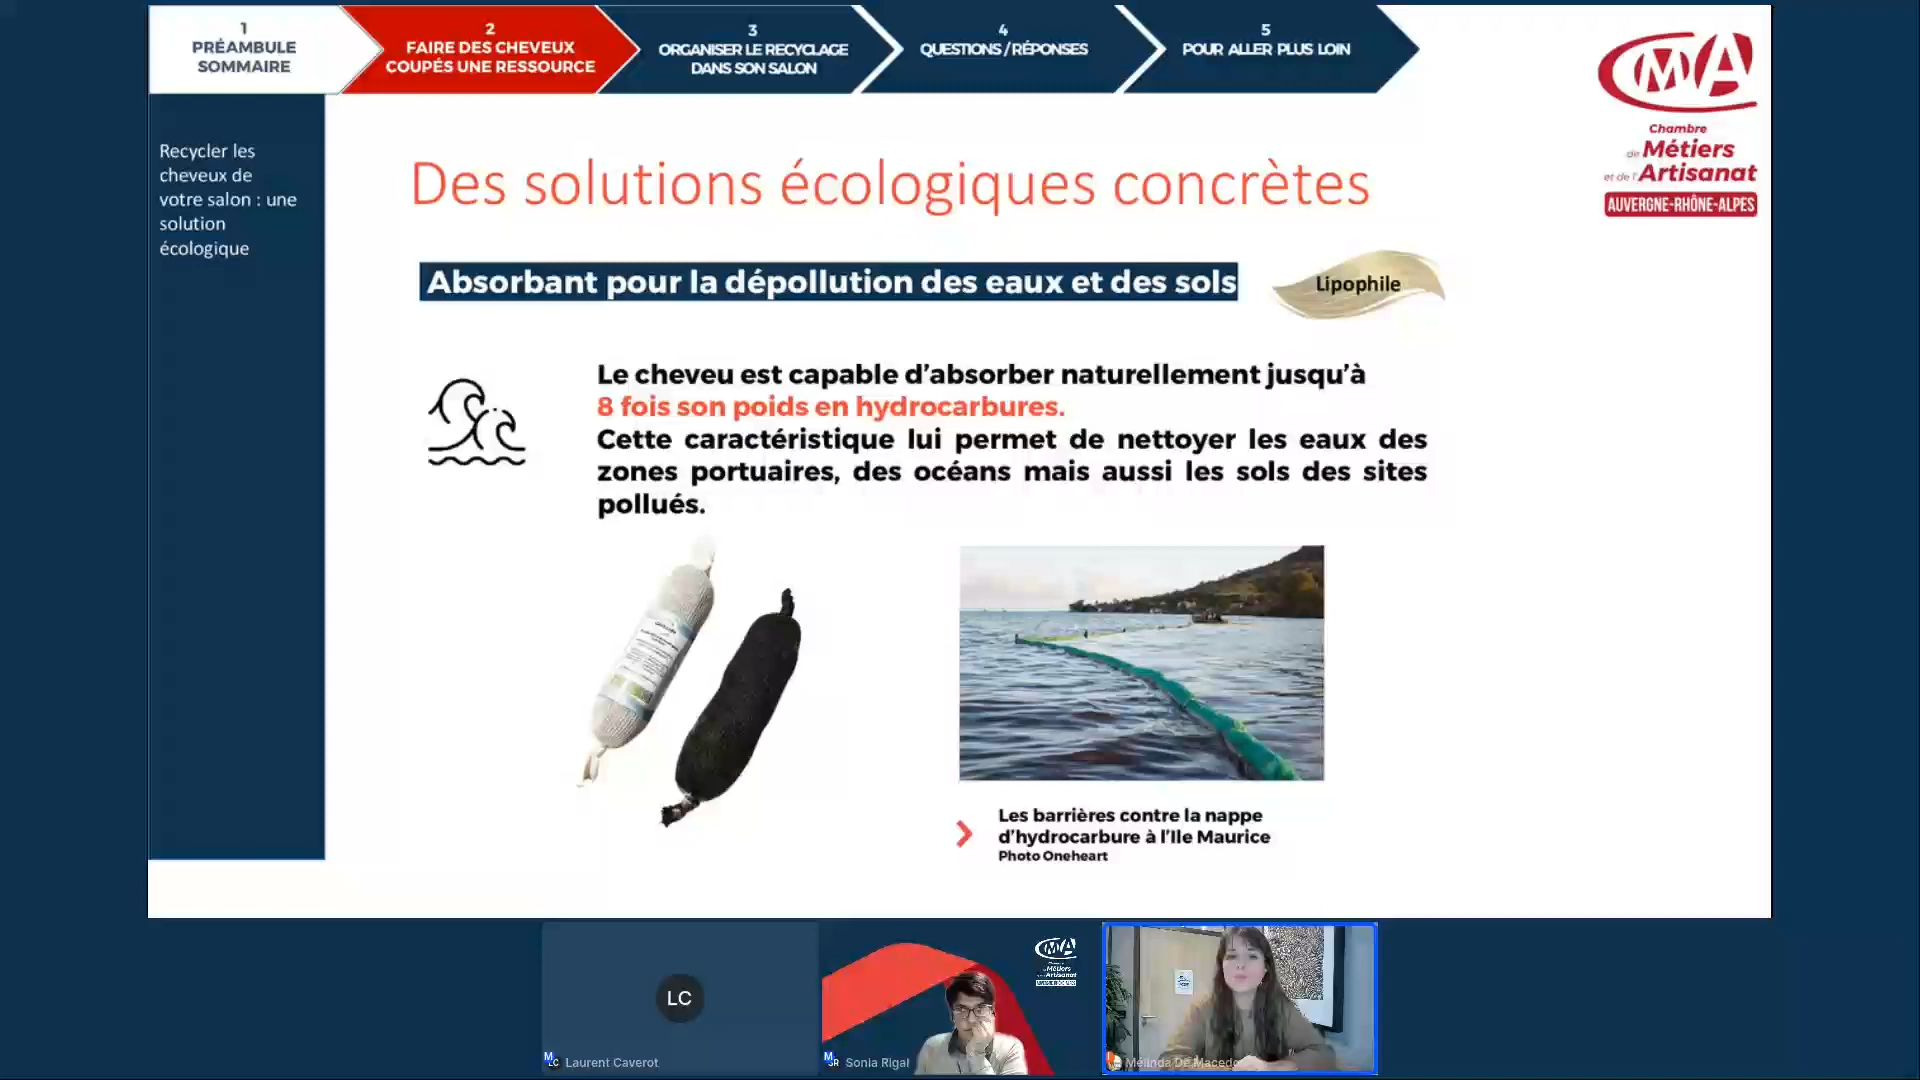 1
PRÉAMBULE
SOMMAIRE
2
FAIRE DES CHEVEUX
COUPÉS UNE RESSOURCE
3
ORGANISER LE RECYCLAGE
DANS SON SALON
4
QUESTIONS / RÉPONSES
5
POUR ALLER PLUS LOIN
CMA
Chambre
de Métiers
et de l'Artisanat
AUVERGNE-RHÔNE-ALPES
Recycler les
cheveux de
votre salon : une
solution
écologique
Des solutions écologiques concrètes
Absorbant pour la dépollution des eaux et des sols
Lipophile
Le cheveu est capable d'absorber naturellement jusqu'à
8 fois son poids en hydrocarbures.
Cette caractéristique lui permet de nettoyer les eaux des
zones portuaires, des océans mais aussi les sols des sites
pollués.
Les barrières contre la nappe
d'hydrocarbure à l'Ile Maurice
Photo Oneheart
LC
Laurent Caverot
Sonia Rigal
Mélinda De Macedo